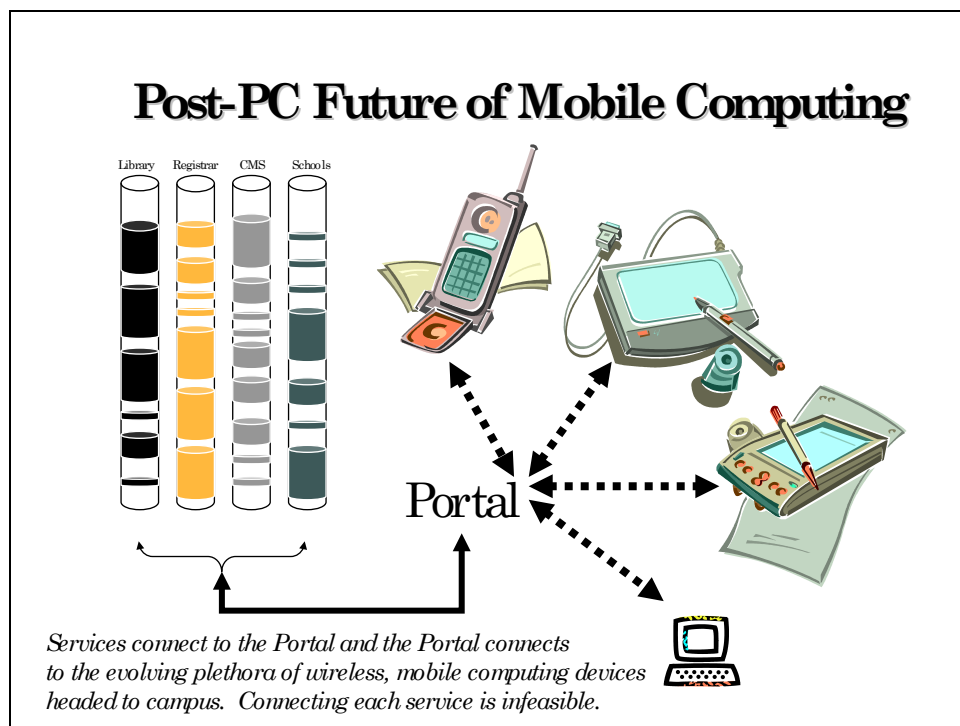 Post-PC Future of Mobile Computing
Library Registrar CMS Schools
Portal
Services connect to the Portal and the Portal connects
to the evolving plethora of wireless, mobile computing devices
headed to campus. Connecting each service is infeasible.